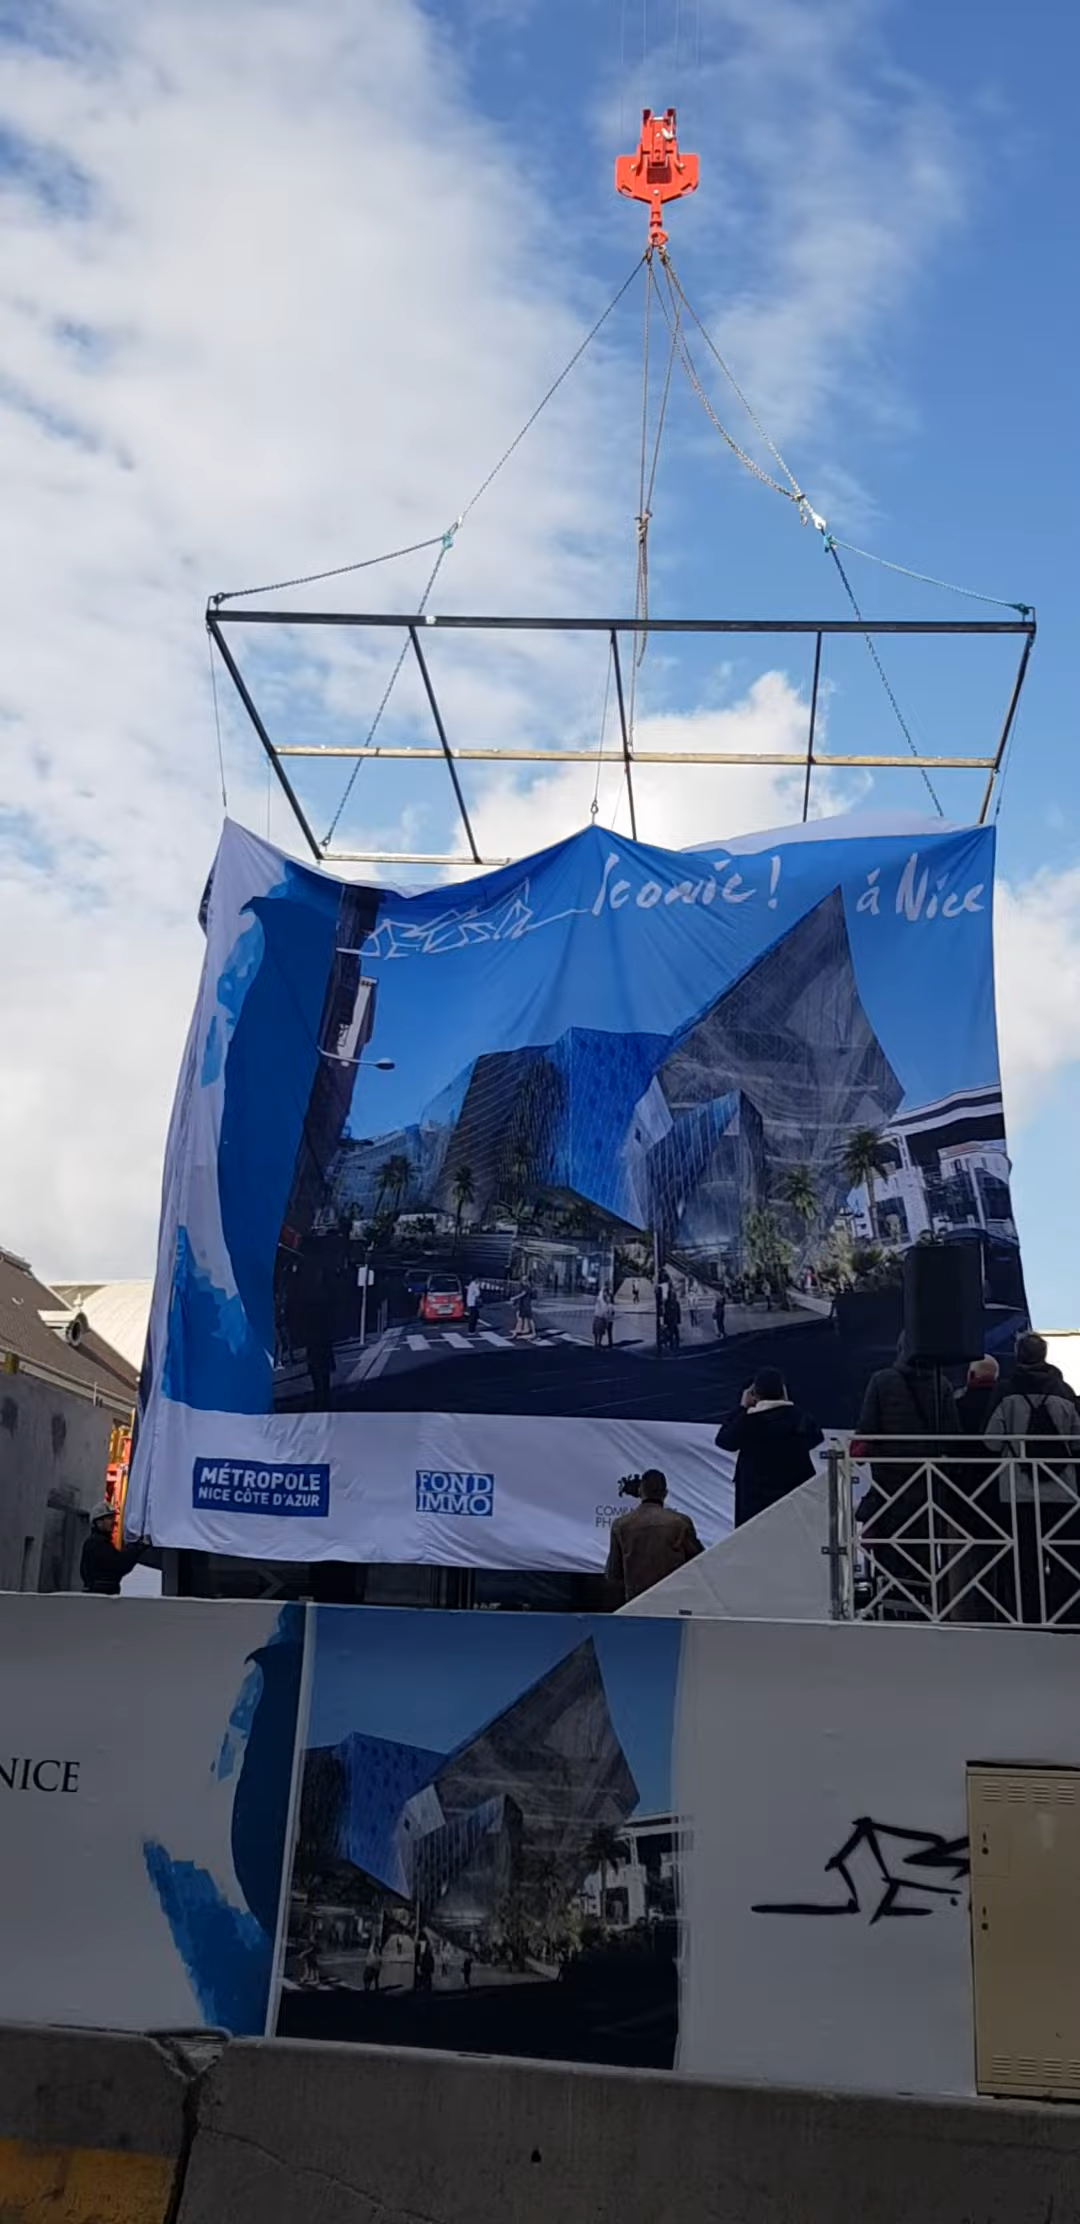 Iconic! à Nice
MÉTROPOLE
NICE CÔTE D'AZUR
FOND
IMMO
NICE